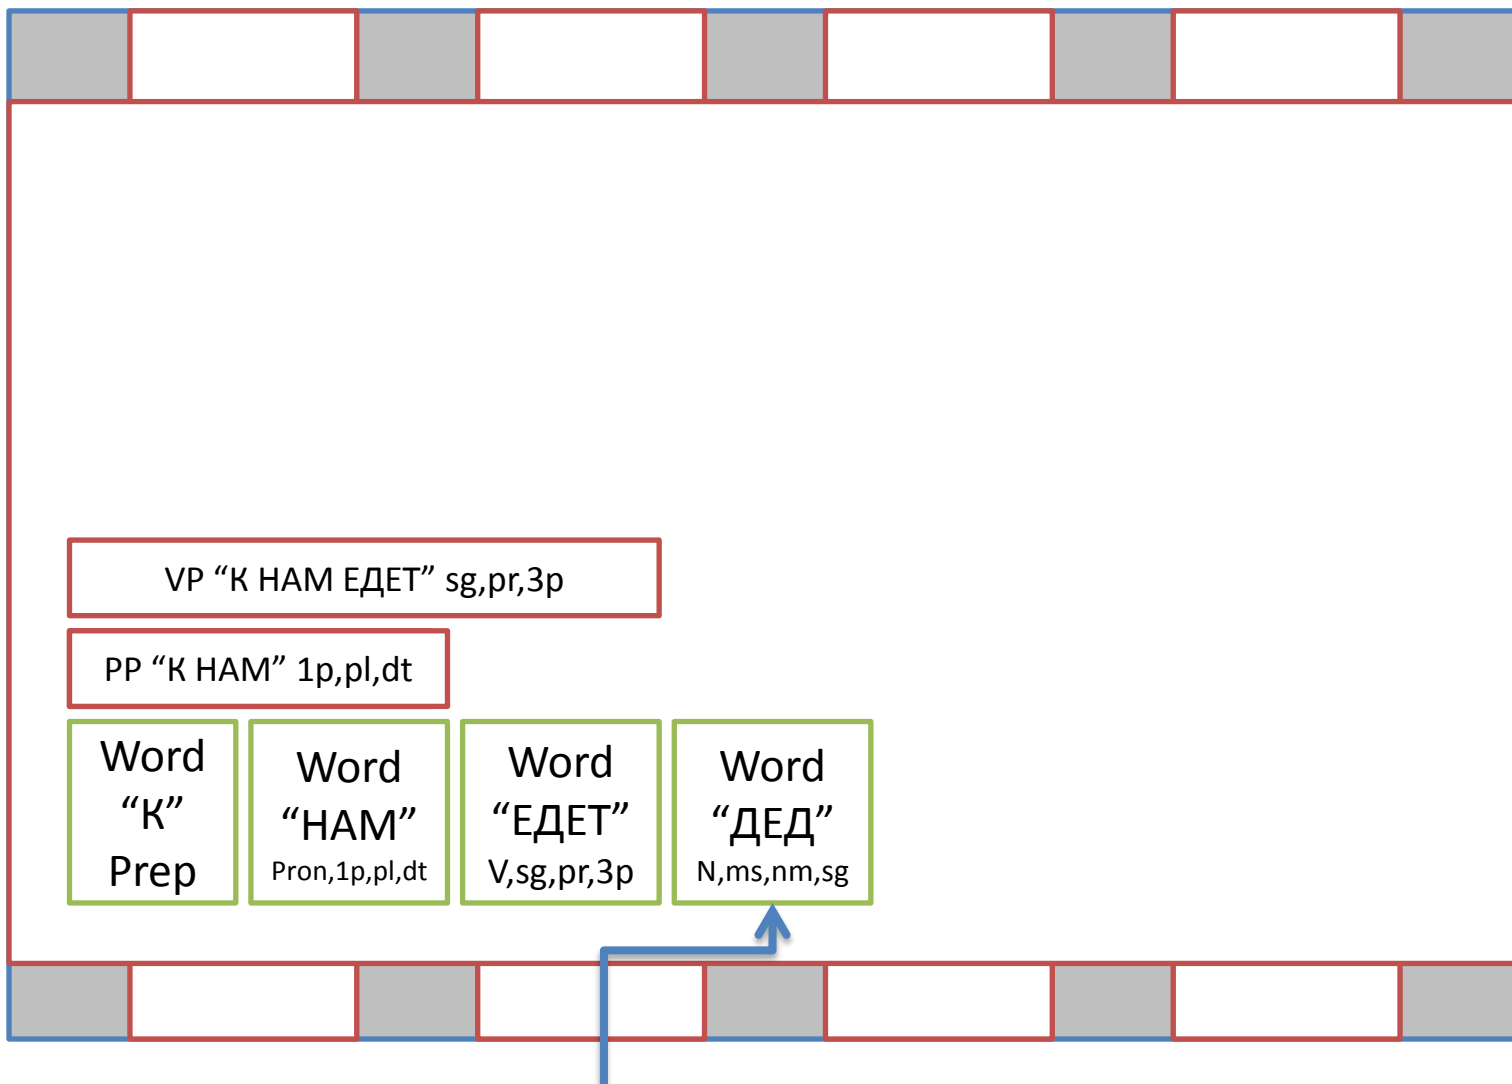 VP “К НАМ ЕДЕТ” sg,pr,3p
PP “К НАМ” 1p,pl,dt
Word
“К”
Prep
Word
“НАМ”
Pron,1p,pl,dt
Word
“ЕДЕТ”
V,sg,pr,3p
Word
“ДЕД”
N,ms,nm,sg